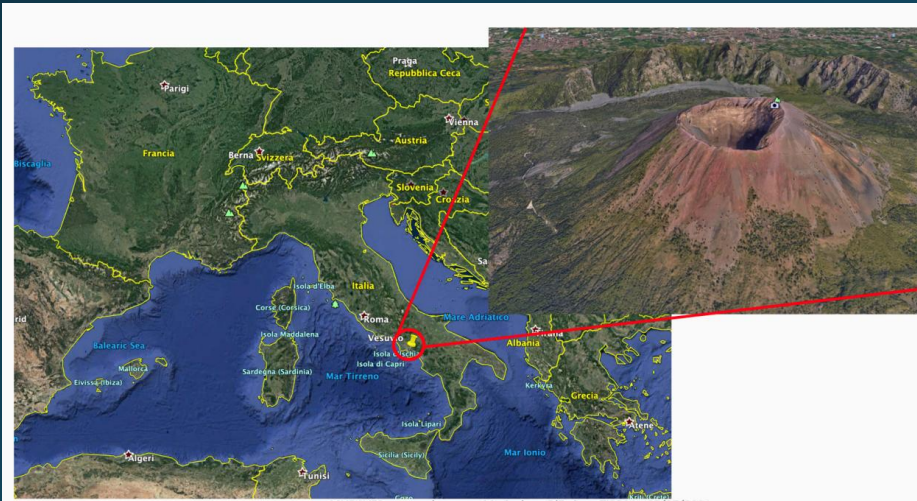 Praga
Repubblica Ceca
Parigi
Vienna
Austria
Francia
Berna
Svizzera
Biscaglia
Slovenia
Croazia
Isola d'Elba
Italia
Corse (Corsica)
Roma
Mare Adriatico
Isola Maddalena
Vesuvio
Albania
Balearic Sea
Isola di Capri
Mallorca
Sardegna (Sardinia)
Mar Tirreno
Eivissa (Ibiza)
Kerkyra
Grecia
Isola Lipari
Atene
Algeri
Sicilia (Sicily)
Mar Ionio
Tunisi